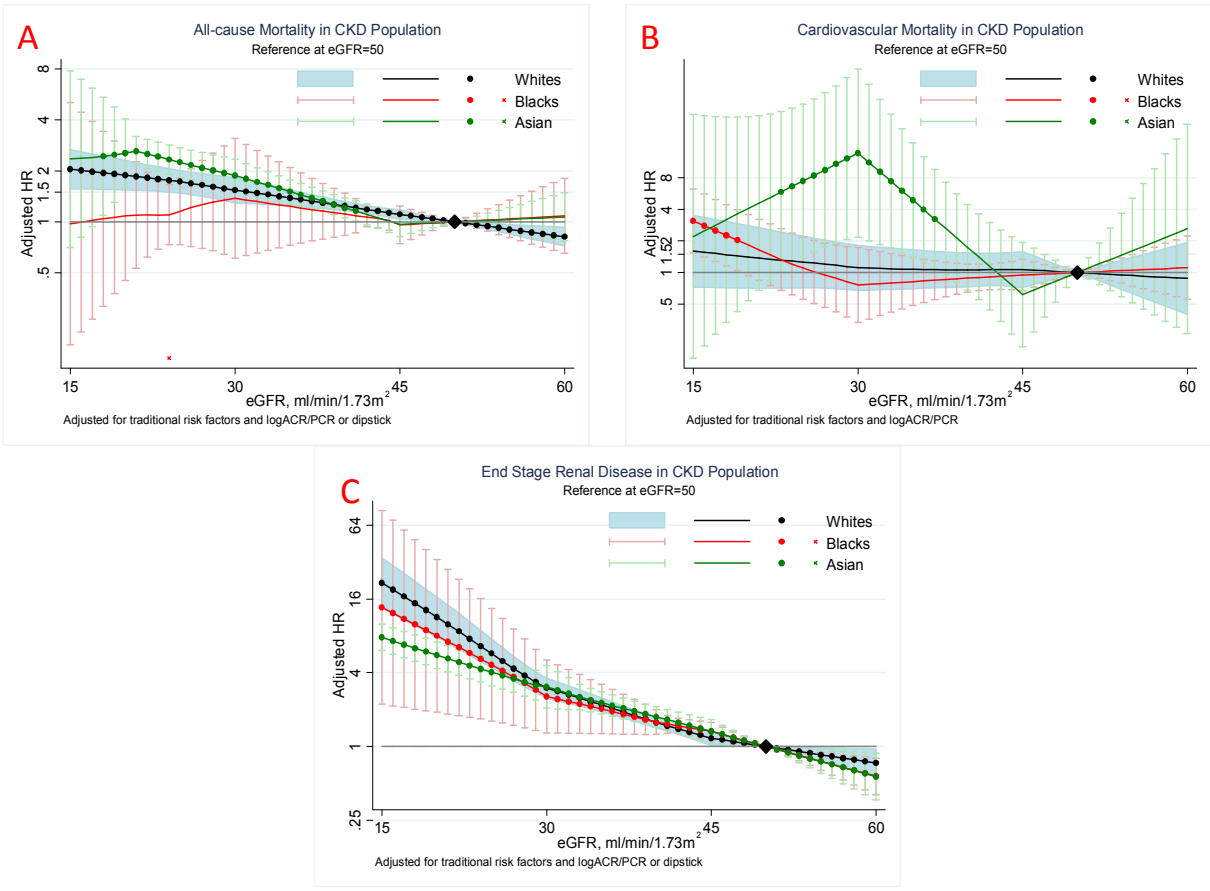 A
All-cause Mortality in CKD Population
Reference at eGFR=50
Whites
Blacks
Asian
Adjusted HR
8
4
2
1.5
1
.5
15
30
45
60
eGFR, ml/min/1.73m²
Adjusted for traditional risk factors and logACR/PCR or dipstick
B
Cardiovascular Mortality in CKD Population
Reference at eGFR=50
Whites
Blacks
Asian
Adjusted HR
8
4
2
1.5
1
.5
15
30
45
60
eGFR, ml/min/1.73m²
Adjusted for traditional risk factors and logACR/PCR
C
End Stage Renal Disease in CKD Population
Reference at eGFR=50
Whites
Blacks
Asian
Adjusted HR
64
16
4
1
.25
15
30
45
60
eGFR, ml/min/1.73m²
Adjusted for traditional risk factors and logACR/PCR or dipstick